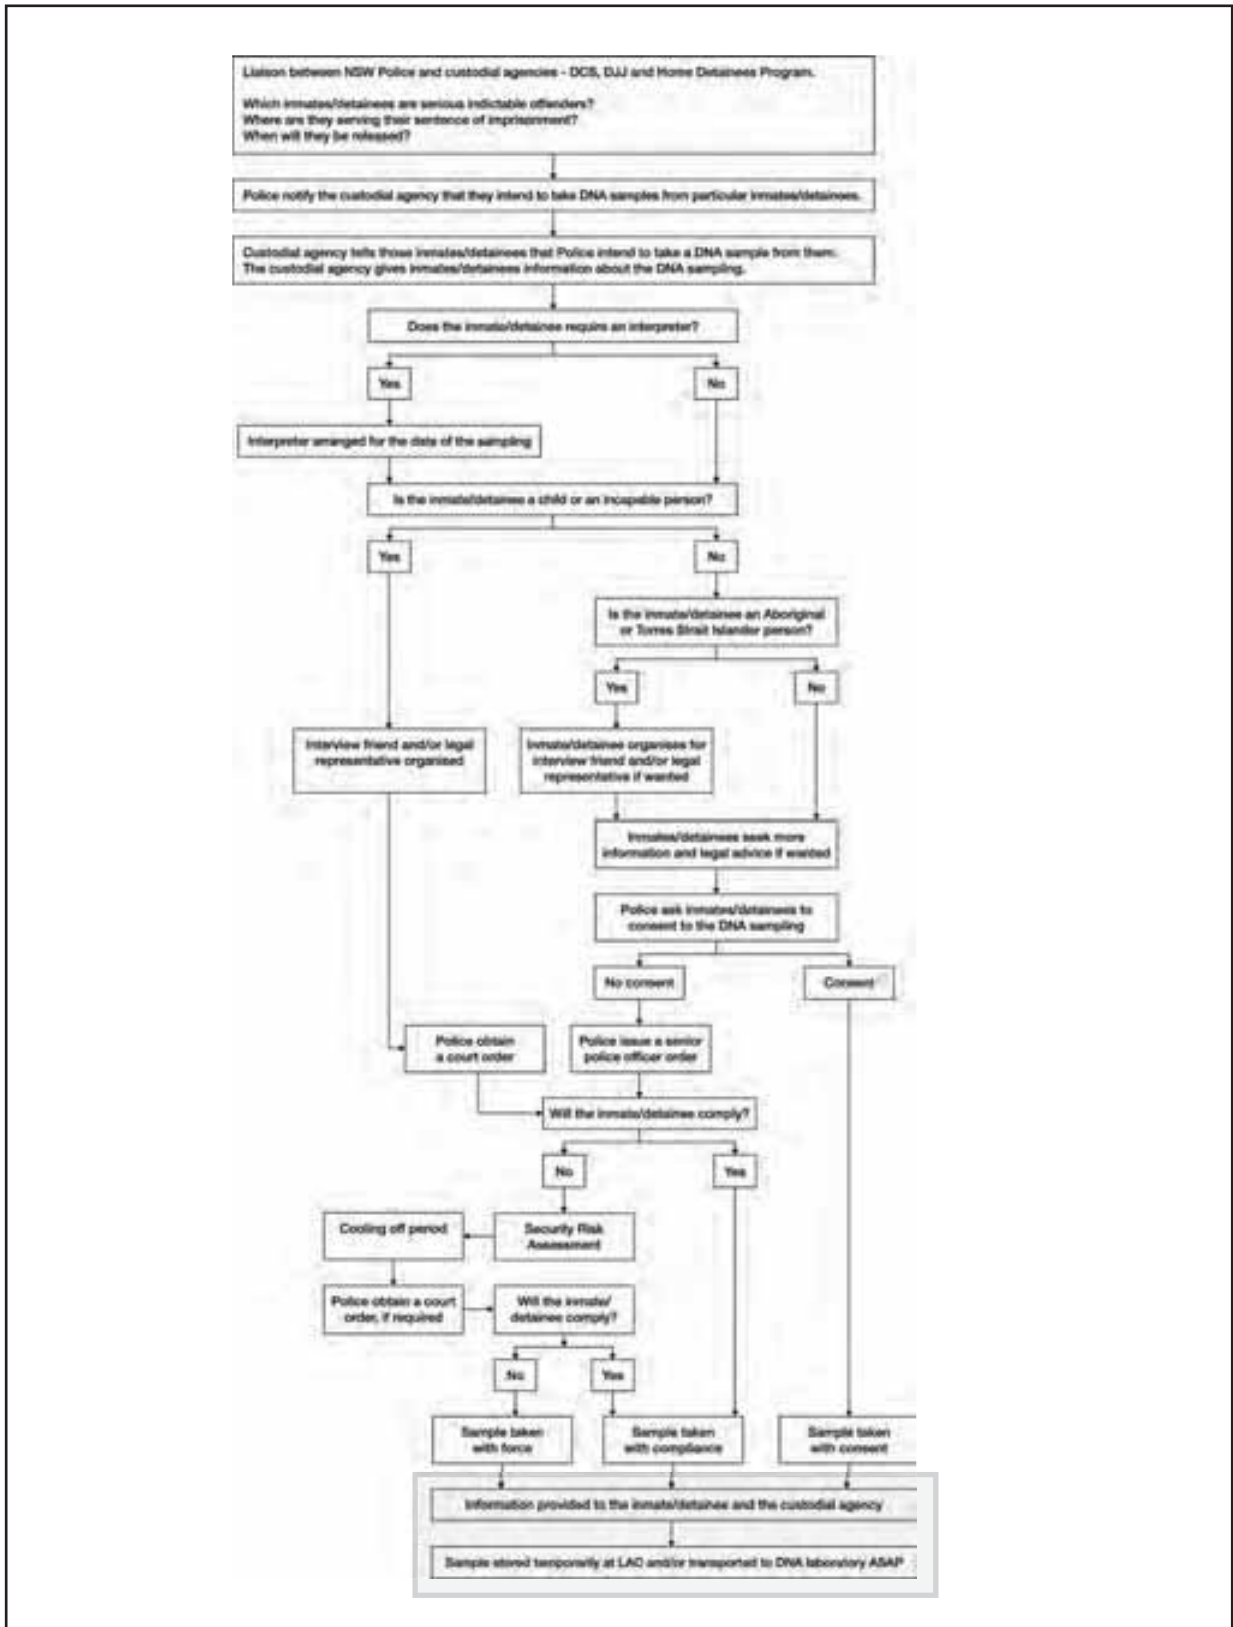 Liaison between NSW Police and custodial agencies - DCS, DJJ and Home Detainees Program.
Which inmates/detainees are serious indictable offenders?
Where are they serving their sentence of imprisonment?
When will they be released?
Police notify the custodial agency that they intend to take DNA samples from particular inmates/detainees.
Custodial agency tells those inmates/detainees that Police intend to take a DNA sample from them.
The custodial agency gives inmates/detainees information about the DNA sampling.
Does the inmate/detainee require an interpreter?
Yes
No
Interpreter arranged for the date of the sampling
Is the inmate/detainee a child or an incapable person?
Yes
No
Is the inmate/detainee an Aboriginal
or Torres Strait Islander person?
Yes
No
Interview friend and/or legal
representative organised
Inmate/detainee organises for
interview friend and/or legal
representative if wanted
Inmates/detainees seek more
information and legal advice if wanted
Police ask inmates/detainees to
consent to the DNA sampling
No consent
Consent
Police obtain
a court order
Police issue a senior
police officer order
Will the inmate/detainee comply?
No
Yes
Cooling off period
Security Risk
Assessment
Police obtain a court
order, if required
Will the inmate/
detainee comply?
No
Yes
Sample taken
with force
Sample taken
with compliance
Sample taken
with consent
Information provided to the inmate/detainee and the custodial agency
Sample stored temporarily at LAC and/or transported to DNA laboratory ASAP